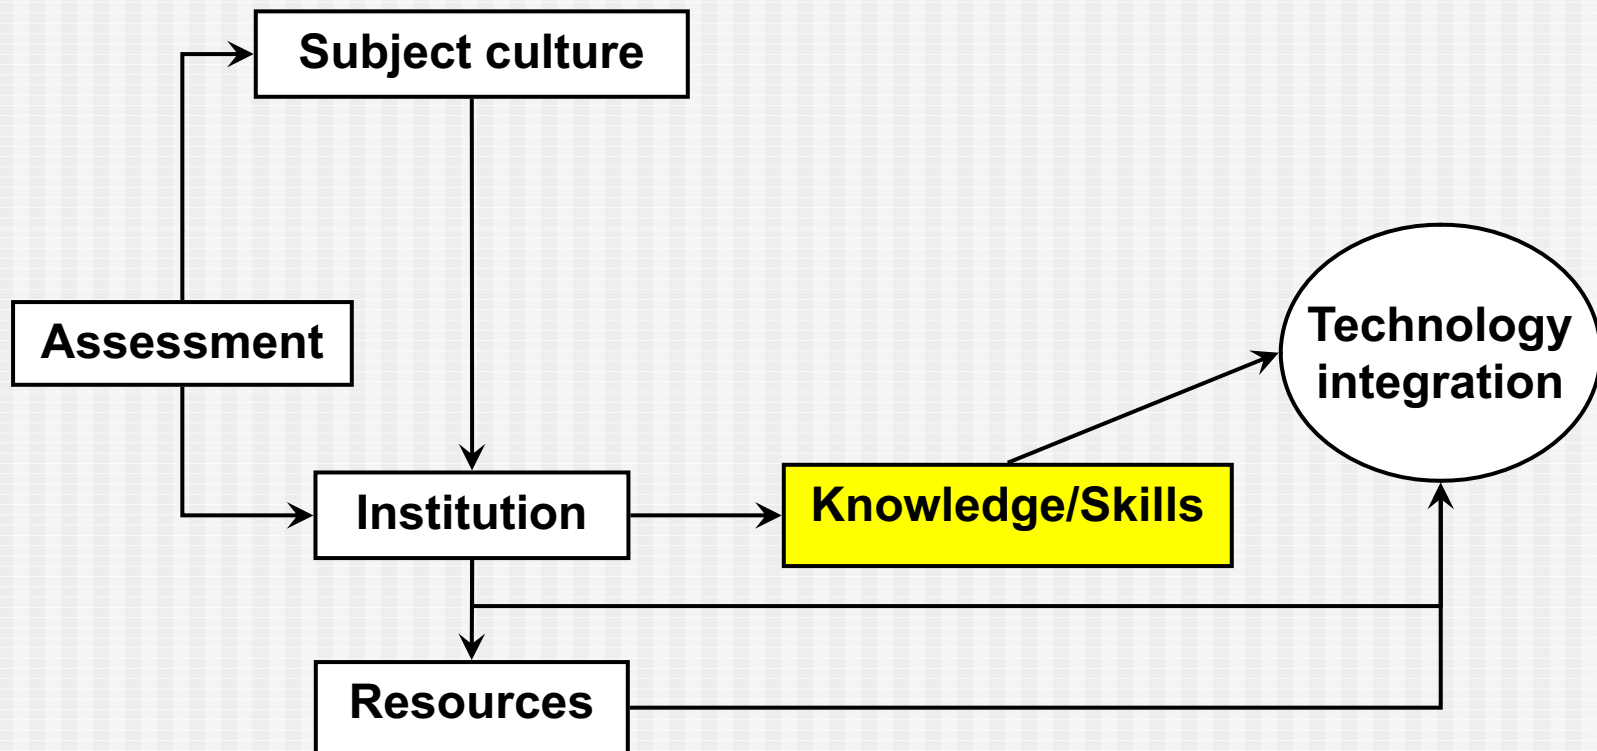 Subject culture
Assessment
Technology
integration
Institution
Knowledge/Skills
Resources